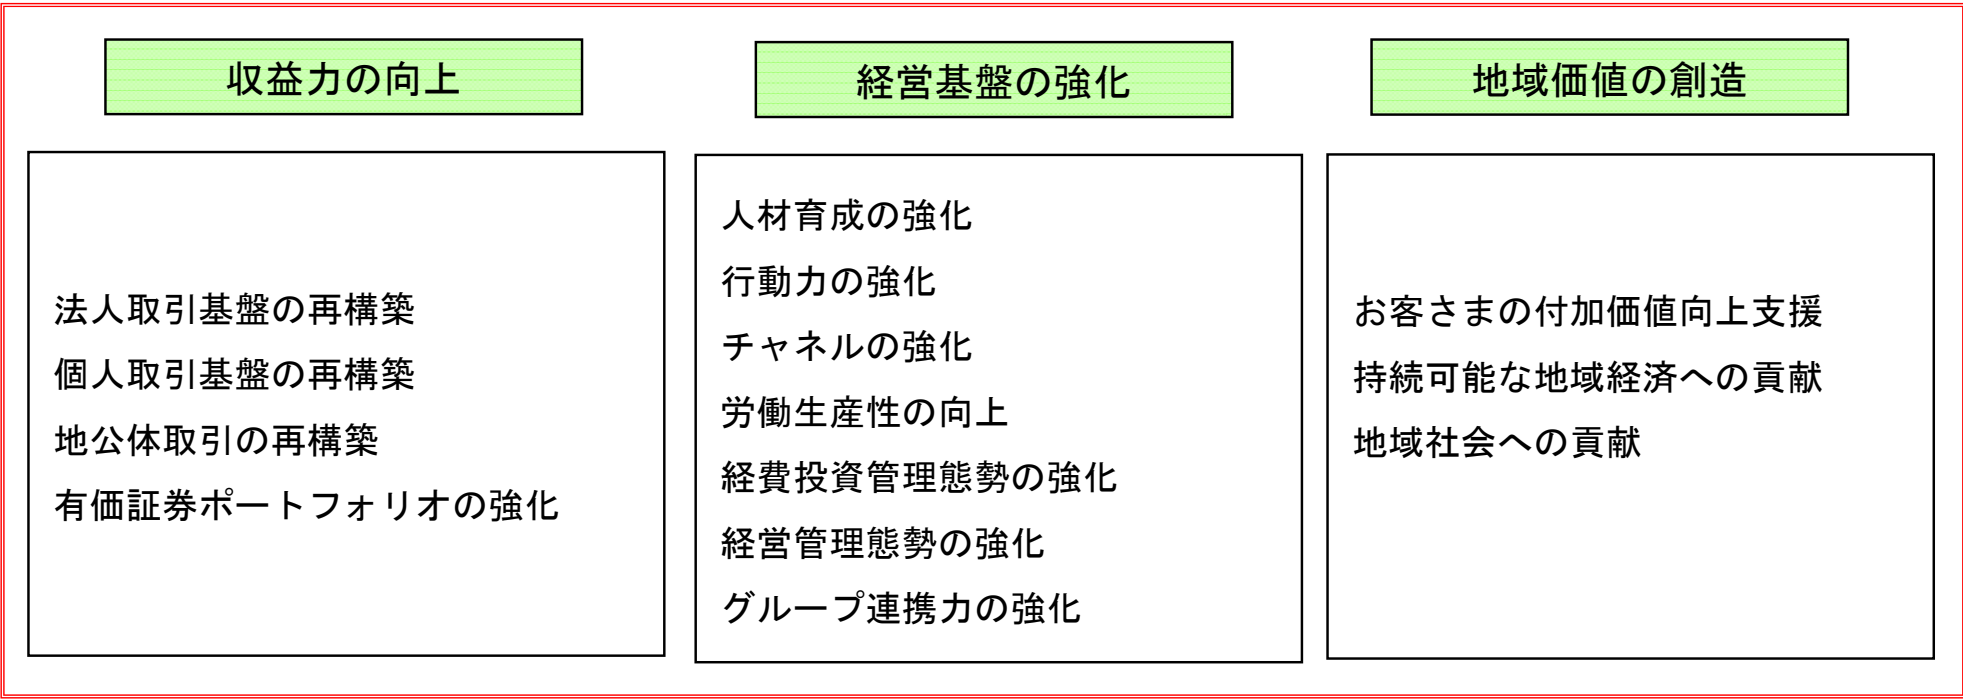 収益力の向上
法人取引基盤の再構築
個人取引基盤の再構築
地公体取引の再構築
有価証券ポートフォリオの強化
経営基盤の強化
人材育成の強化
行動力の強化
チャネルの強化
労働生産性の向上
経費投資管理態勢の強化
経営管理態勢の強化
グループ連携力の強化
地域価値の創造
お客さまの付加価値向上支援
持続可能な地域経済への貢献
地域社会への貢献